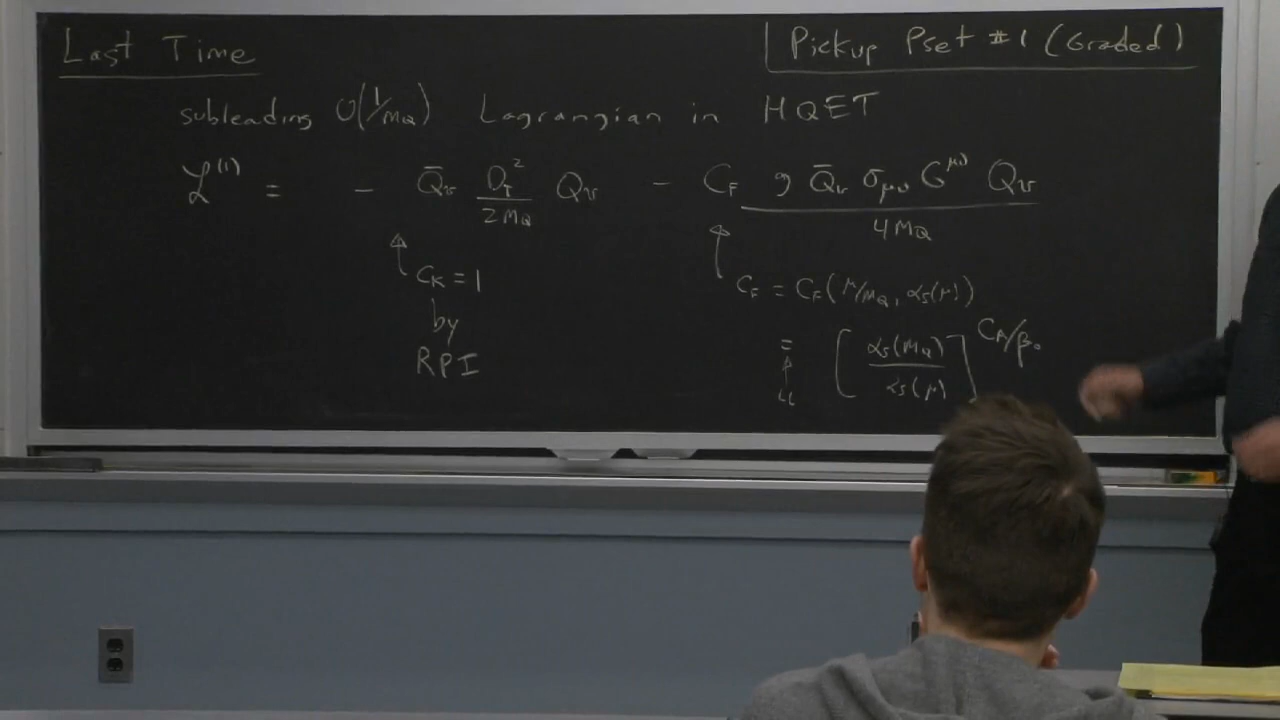 Last Time
Pickup Pset #1 (Graded)
subleading O(1/mQ) Lagrangian in HQET
ℒ^(1) = - Q̄v D_T^2/2mQ Qv - CF g Q̄v σμν G^μν Qv/4mQ
CK = 1
by
RPI
CF = CF(μ/mQ, αs(μ))
= [αs(mQ)/αs(μ)]^CA/β0
LL